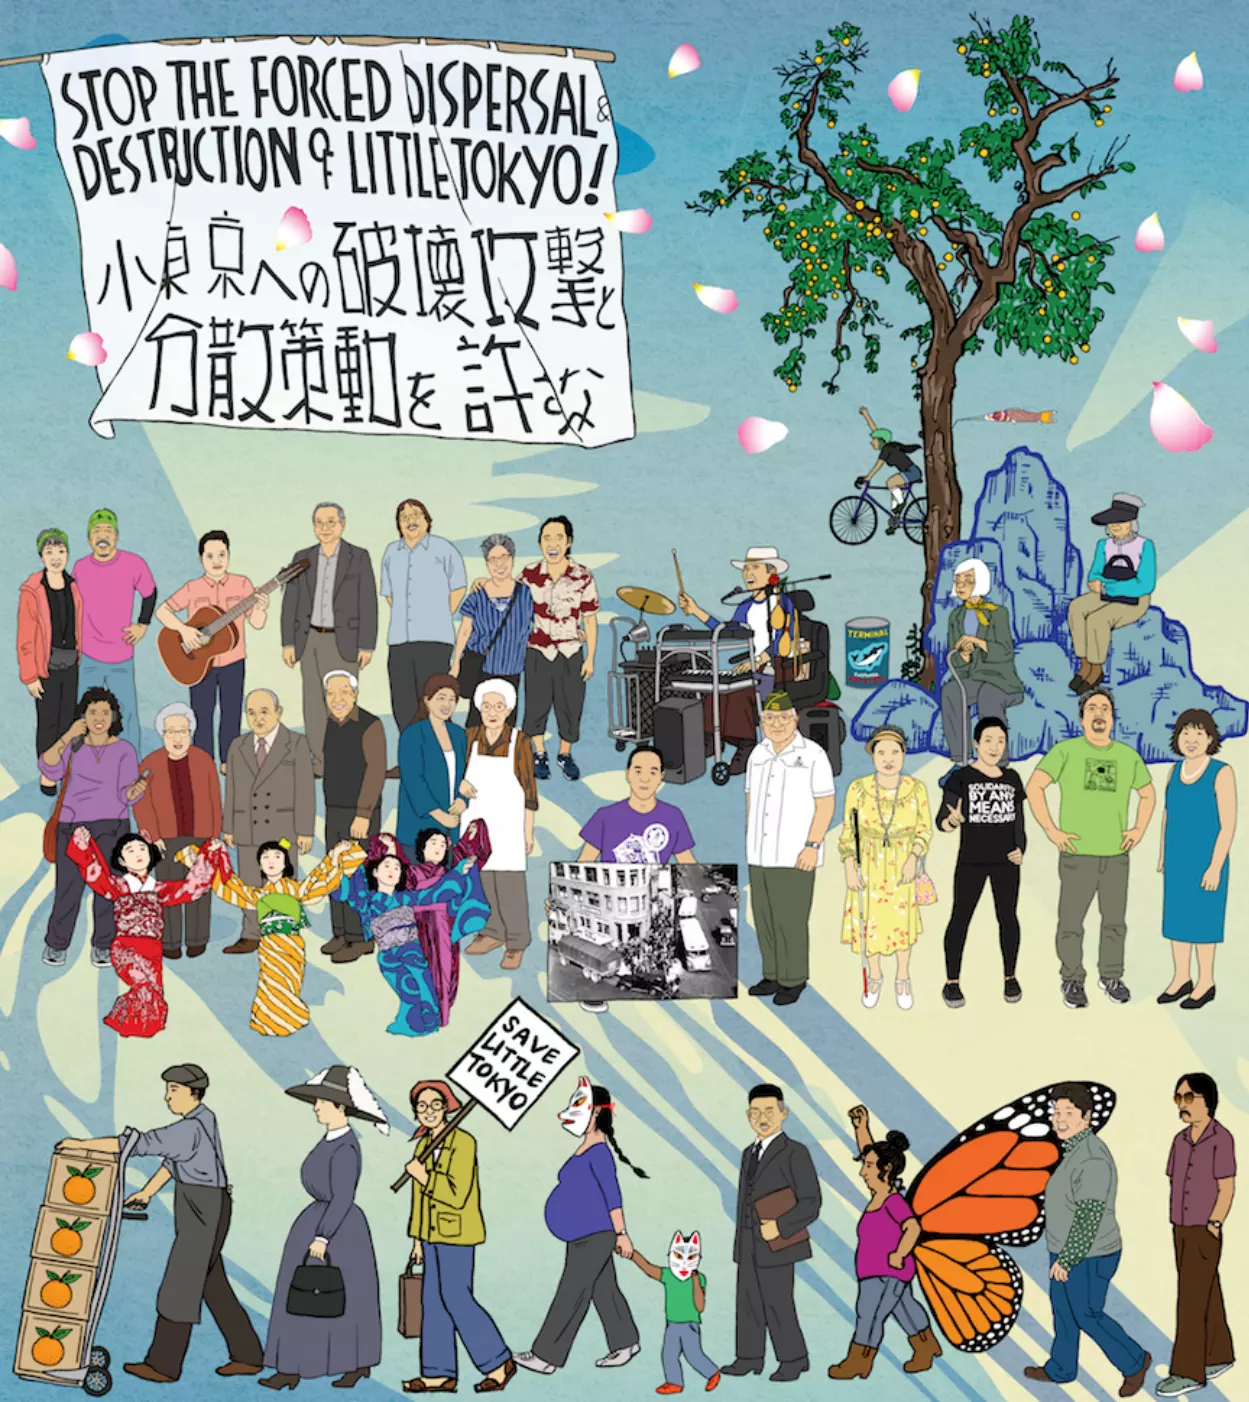 STOP THE FORCED DISPERSAL &
DESTRUCTION OF LITTLE TOKYO!
小東京への破壊攻撃と
分散策動を許すな
TERMINAL
SOLIDARITY
BY ANY
MEANS
NECESSARY
SAVE
LITTLE
TOKYO